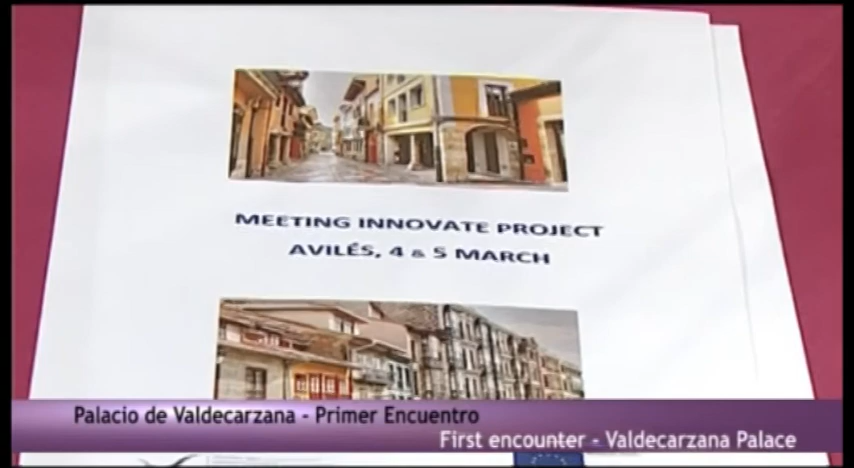 MEETING INNOVATE PROJECT
AVILÉS, 4 & 5 MARCH
Palacio de Valdecarzana - Primer Encuentro
First encounter - Valdecarzana Palace